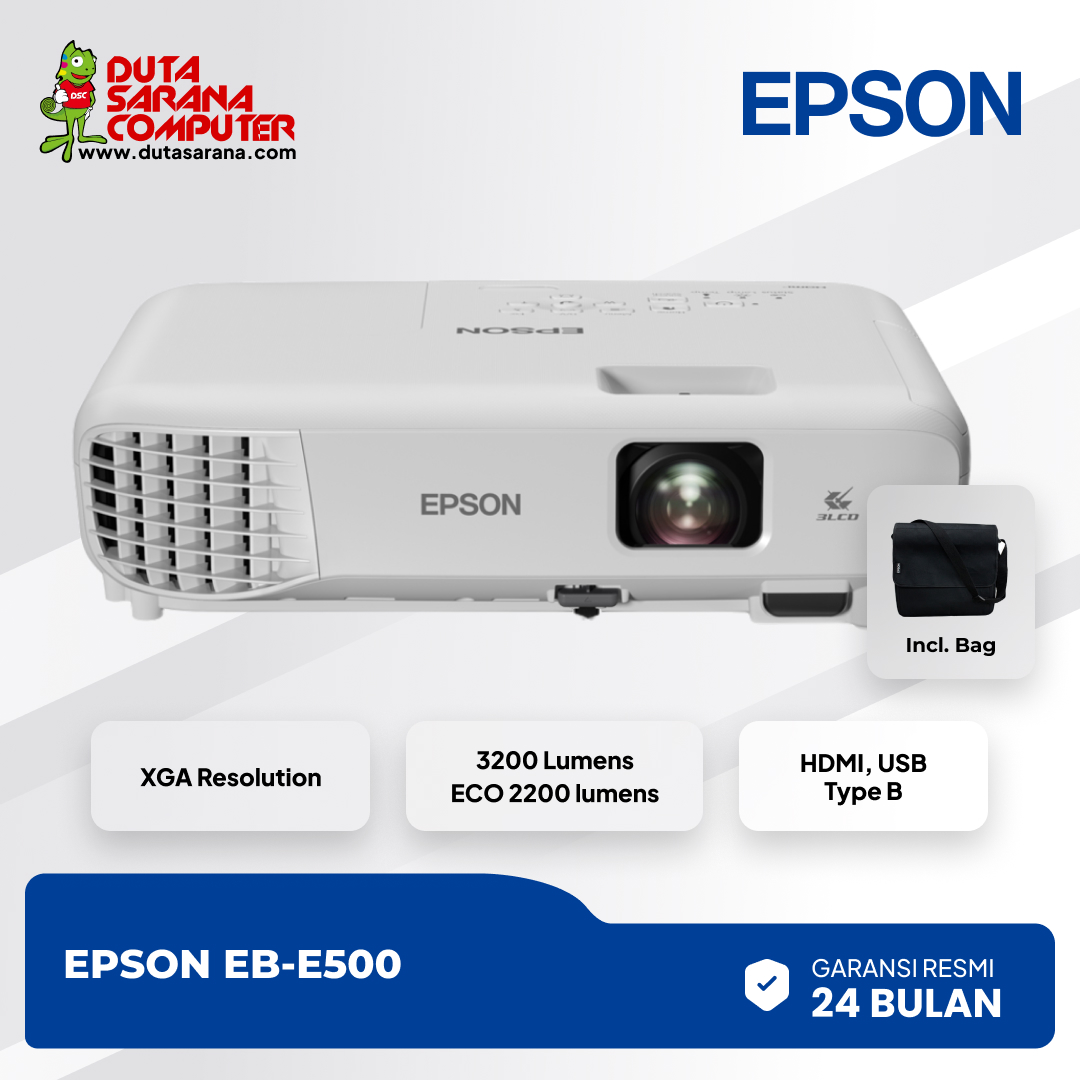 DUTA
SARANA
COMPUTER
DSC
www.dutasarana.com
EPSON
EPSON
EPSON
3LCD
Incl. Bag
XGA Resolution
3200 Lumens
ECO 2200 lumens
HDMI, USB
Type B
EPSON EB-E500
GARANSI RESMI
24 BULAN